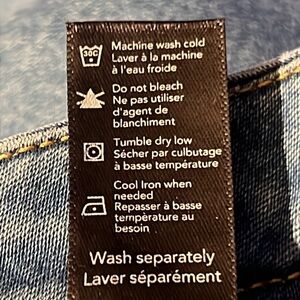 30C
Machine wash cold
Laver à la machine
à l'eau froide
Do not bleach
Ne pas utiliser
d'agent de
blanchiment
Tumble dry low
Sécher par culbutage
à basse température
Cool Iron when
needed
Repasser à basse
température au
besoin
Wash separately
Laver séparément